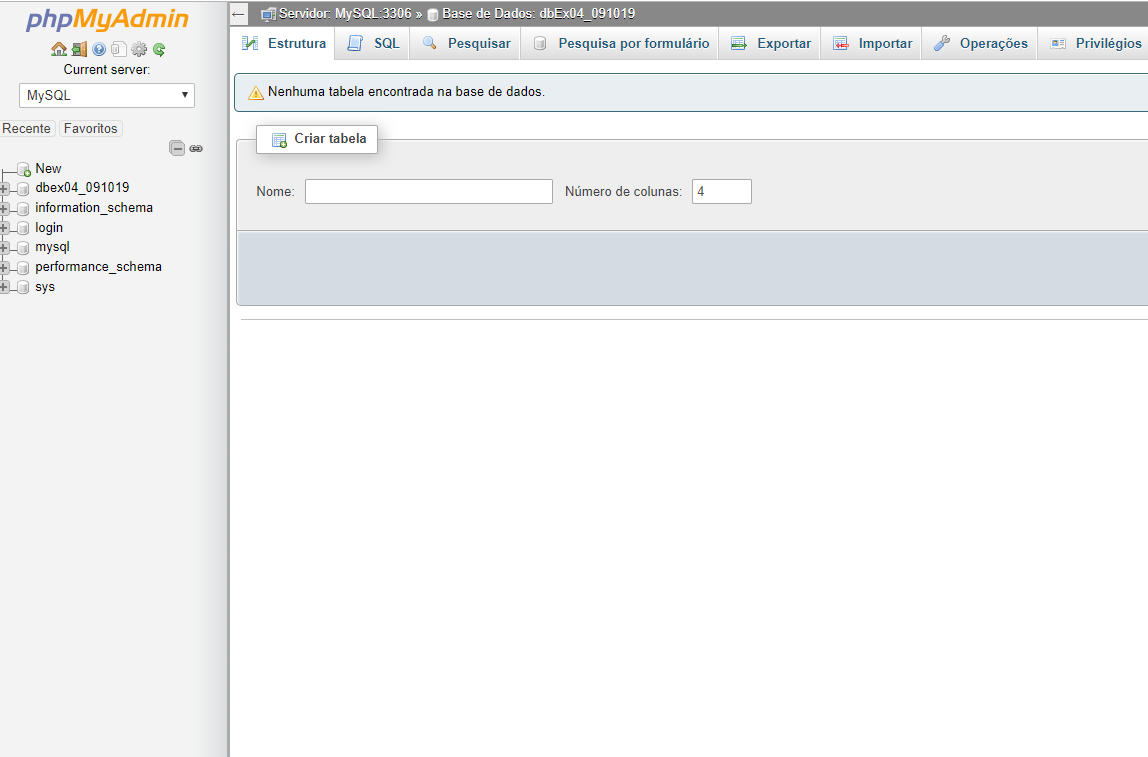 phpMyAdmin
Current server:
MySQL
Recente Favoritos
New
dbex04_091019
information_schema
login
mysql
performance_schema
sys
Servidor: MySQL:3306 » Base de Dados: dbEx04_091019
Estrutura SQL Pesquisar Pesquisa por formulário Exportar Importar Operações Privilégios
Nenhuma tabela encontrada na base de dados.
Criar tabela
Nome: Número de colunas: 4